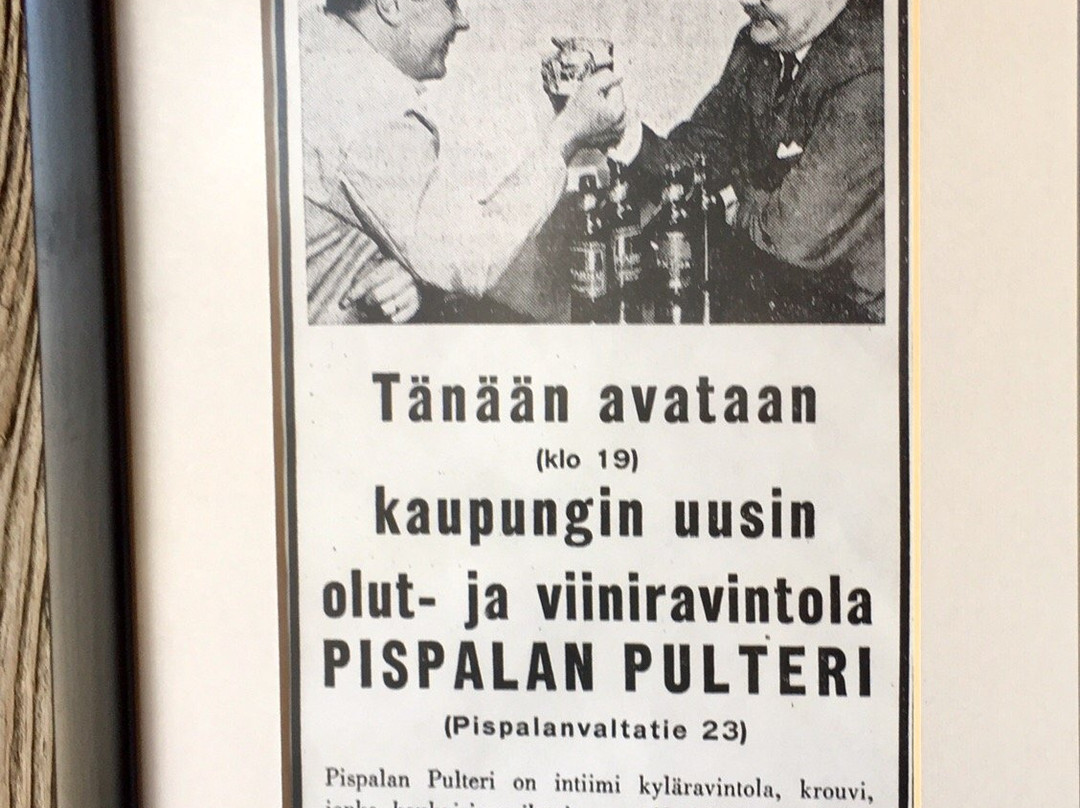 Tänään avataan
(klo 19)
kaupungin uusin
olut- ja viiniravintola
PISPALAN PULTERI
(Pispalanvaltatie 23)
Pispalan Pulteri on intiimi kyläravintola, krouvi,